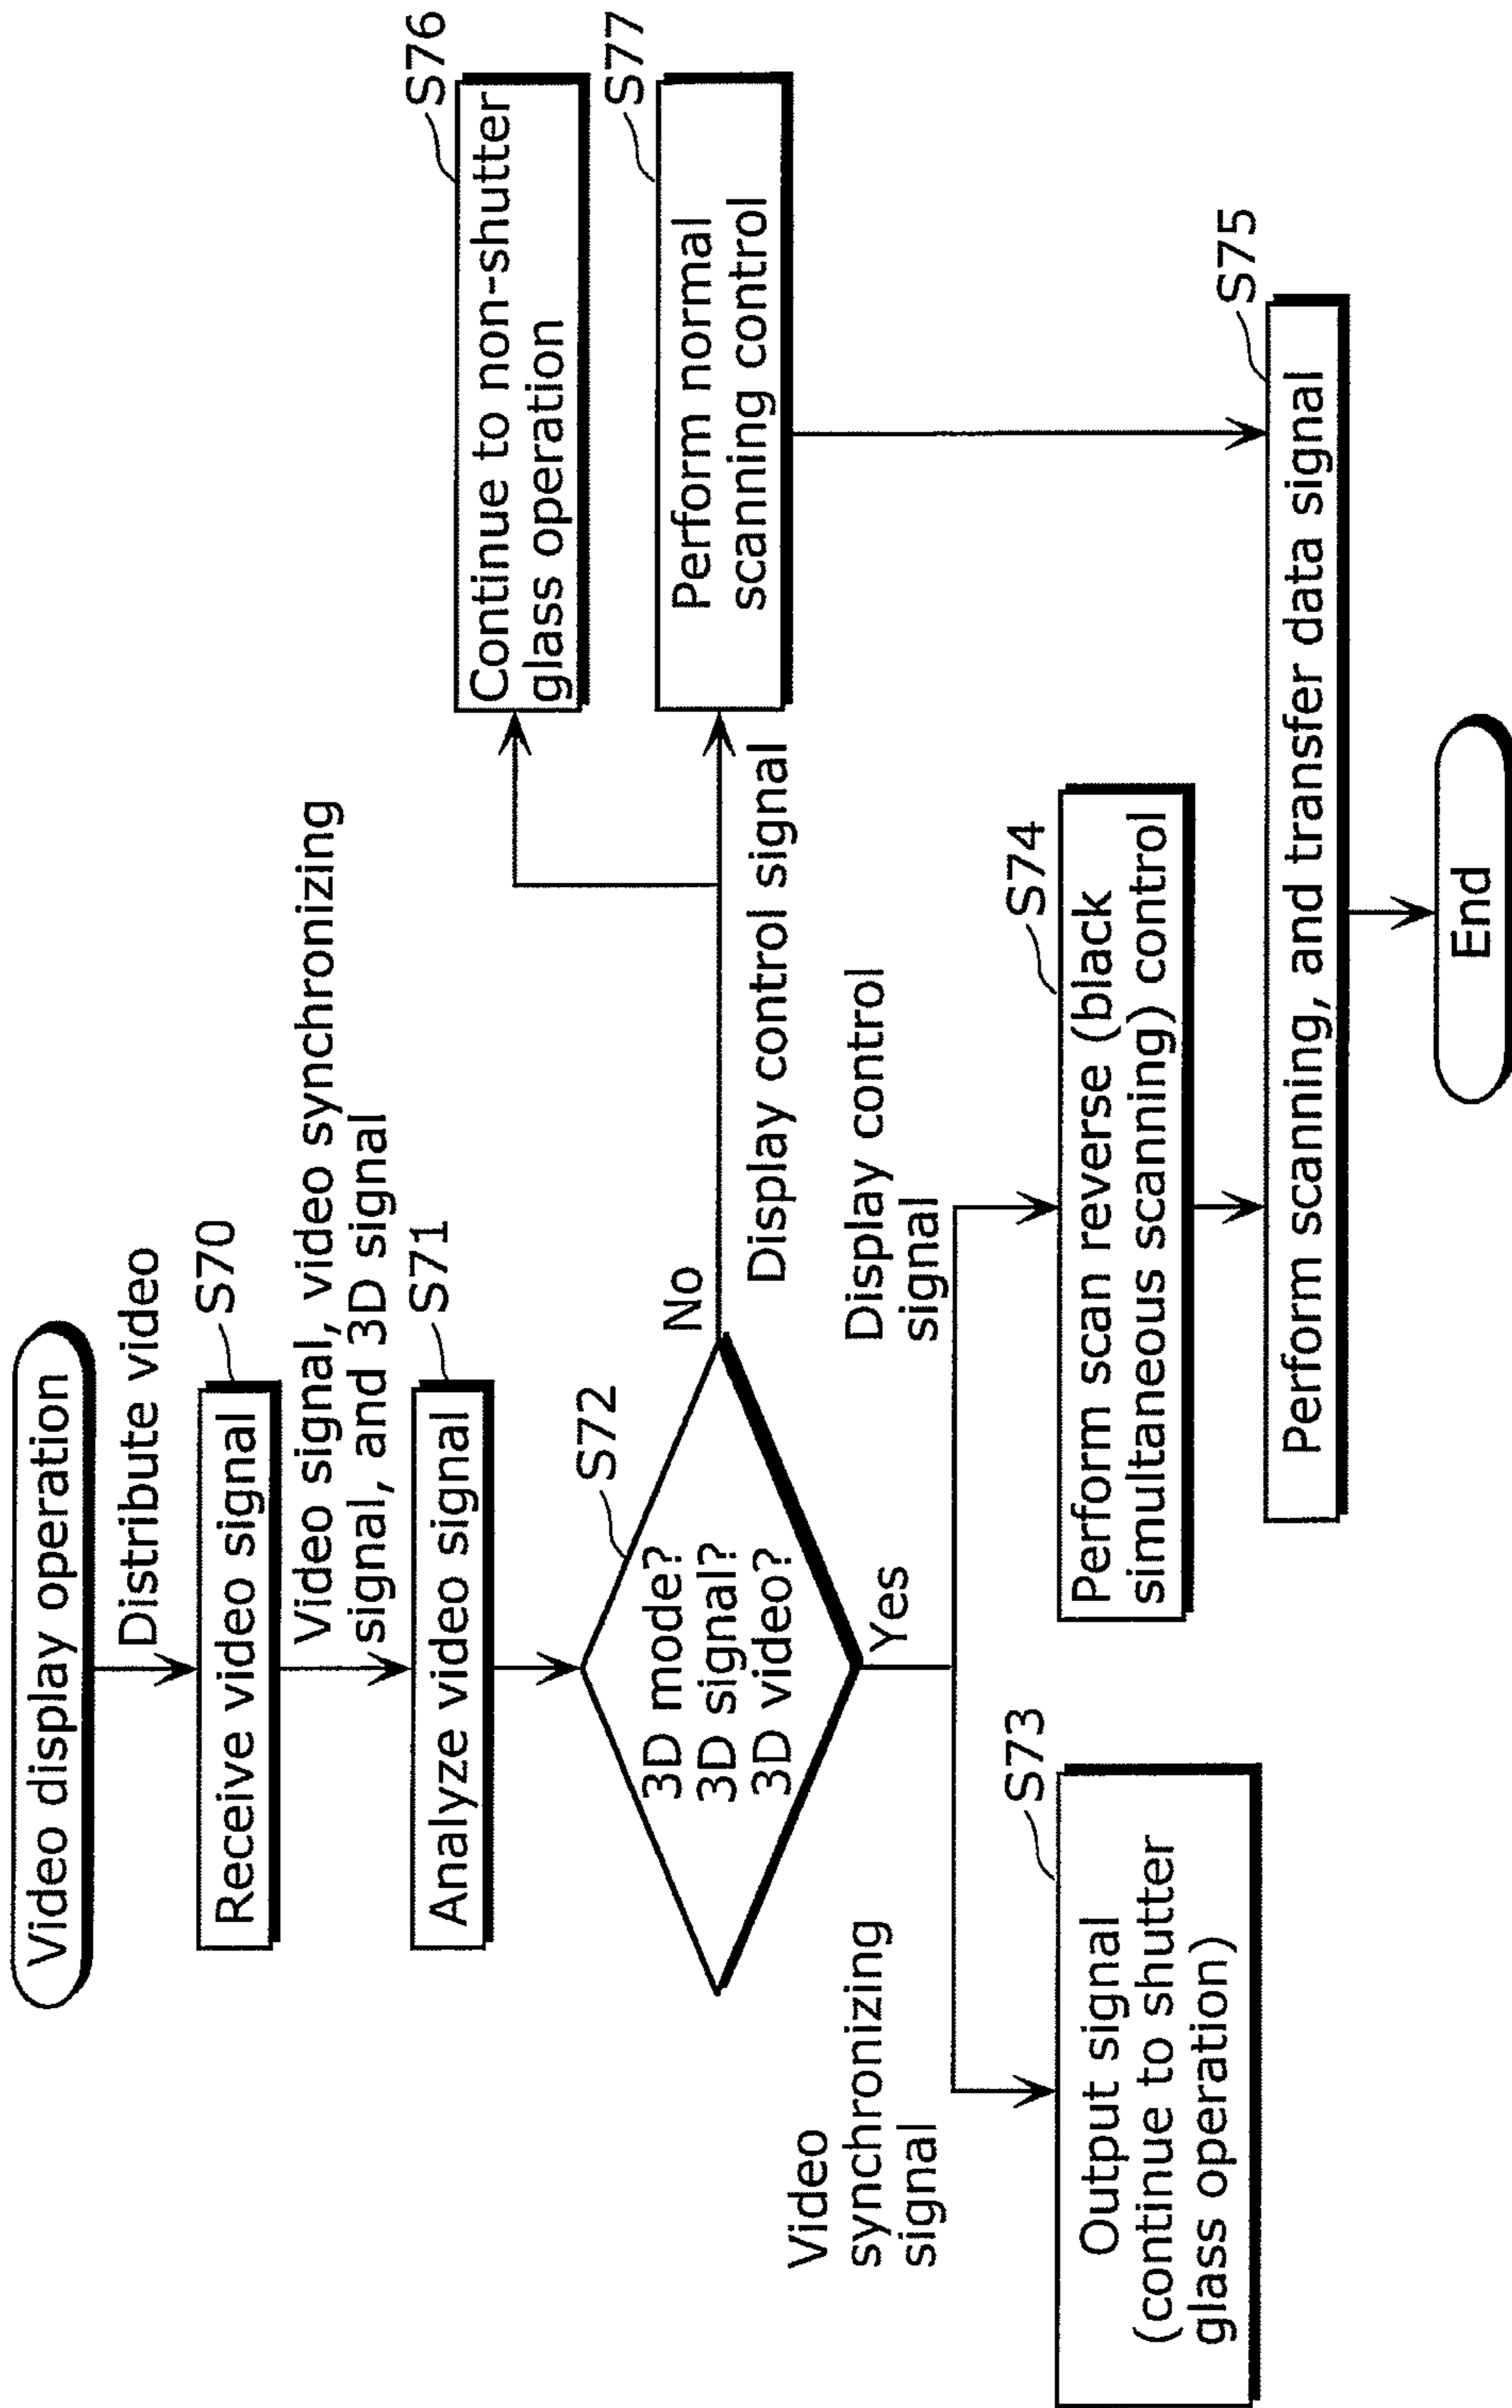 Video display operation
Distribute video
S70
Receive video signal
Video signal, video synchronizing
signal, and 3D signal
S71
Analyze video signal
S72
3D mode?
3D signal?
3D video?
No
Display control signal
S76
Continue to non-shutter
glass operation
S77
Perform normal
scanning control
Yes
Video
synchronizing
signal
Display control
signal
S73
Output signal
(continue to shutter
glass operation)
S74
Perform scan reverse (black
simultaneous scanning) control
S75
Perform scanning, and transfer data signal
End